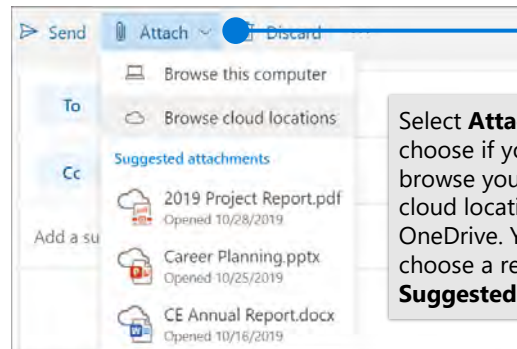 Send Attach Discard
Browse this computer
To
Browse cloud locations
Cc
Suggested attachments
2019 Project Report.pdf
Opened 10/28/2019
Add a su
Career Planning.pptx
Opened 10/25/2019
CE Annual Report.docx
Opened 10/16/2019
Select Atta
choose if yo
browse you
cloud locati
OneDrive. Y
choose a re
Suggested